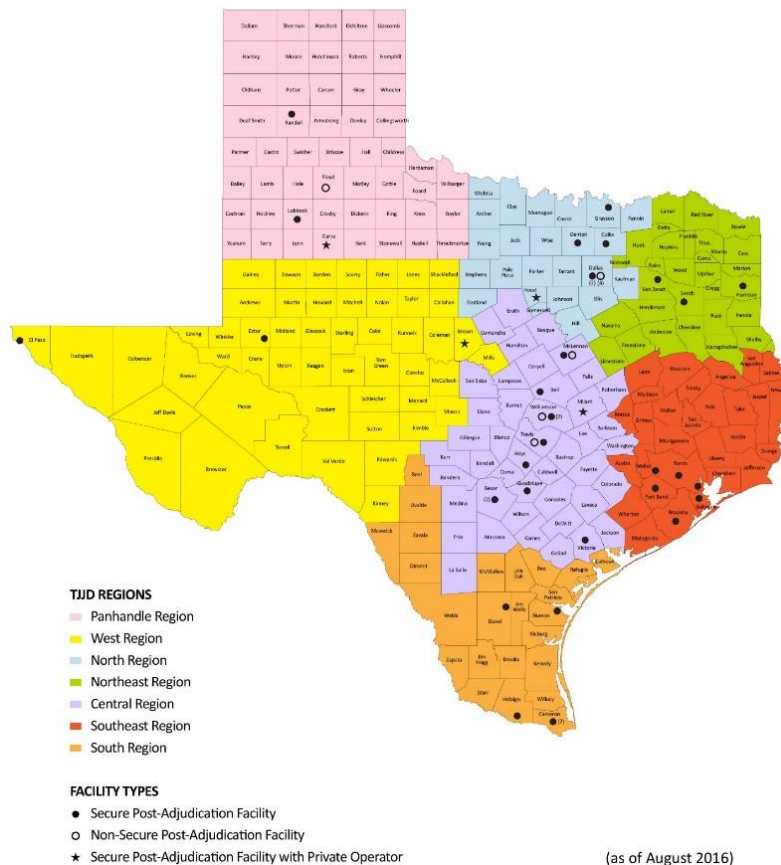 Dallam Sherman Hansford Ochiltree Lipscomb
Hartley Moore Hutchinson Roberts Hemphill
Oldham Potter Carson Gray Wheeler
Deaf Smith Randall Armstrong Donley Collingsworth
Parmer Castro Swisher Briscoe Hall Childress
Hardeman
Bailey Lamb Hale Floyd Motley Cottle Foard Wilbarger
Wichita
Cochran Hockley Lubbock Crosby Dickens King Knox Baylor Archer Clay Montague Cooke Grayson Fannin Lamar Red River Bowie
Delta
Yoakum Terry Lynn Garza Kent Stonewall Haskell Throckmorton Young Jack Wise Denton Collin Hunt Hopkins Franklin Titus Morris Cass
Camp
Rockwall
Gaines Dawson Borden Scurry Fisher Jones Shackelford Stephens Palo Pinto Parker Tarrant Dallas Kaufman Rains Wood Upshur Marion
(1) (4)
Van Zandt Gregg Harrison
Andrews Martin Howard Mitchell Nolan Taylor Callahan Eastland Hood Johnson Ellis Smith
Somervell Henderson Rusk Panola
Erath Hill Navarro
El Paso Loving Winkler Ector Midland Glasscock Sterling Coke Runnels Coleman Brown Comanche Bosque Anderson Cherokee Shelby
Hamilton McLennan Freestone
Hudspeth Culberson Reeves Ward Crane Upton Reagan Irion Tom Green Concho McCulloch Mills Coryell Limestone
San Saba Lampasas Falls Leon Houston Angelina San Augustine Sabine
Jeff Davis Pecos Crockett Schleicher Menard Bell Robertson Madison Trinity
Jasper
Mason Llano Burnet Williamson (2) Milam Brazos Walker Polk Tyler
Sutton Kimble Grimes San Jacinto
Presidio Brewster Terrell Gillespie Blanco Travis Lee Burleson Montgomery Hardin
Val Verde Edwards Kerr Kendall Hays Bastrop Washington Liberty Orange
Real Bandera Comal Caldwell Fayette Austin Waller Harris Chambers Jefferson
Kinney Uvalde Medina Bexar Guadalupe Colorado Fort Bend
(2) Gonzales Lavaca Wharton Brazoria Galveston
Maverick Zavala Frio Atascosa Wilson DeWitt Jackson Matagorda
Karnes Victoria
Dimmit La Salle McMullen Live Oak Bee Goliad Refugio Calhoun
San Patricio
Webb Duval Jim Wells Nueces
Kleberg
Zapata Jim Hogg Brooks Kenedy
Starr Hidalgo Willacy
Cameron (2)
TJJD REGIONS
Panhandle Region
West Region
North Region
Northeast Region
Central Region
Southeast Region
South Region
FACILITY TYPES
Secure Post-Adjudication Facility
Non-Secure Post-Adjudication Facility
Secure Post-Adjudication Facility with Private Operator
(as of August 2016)